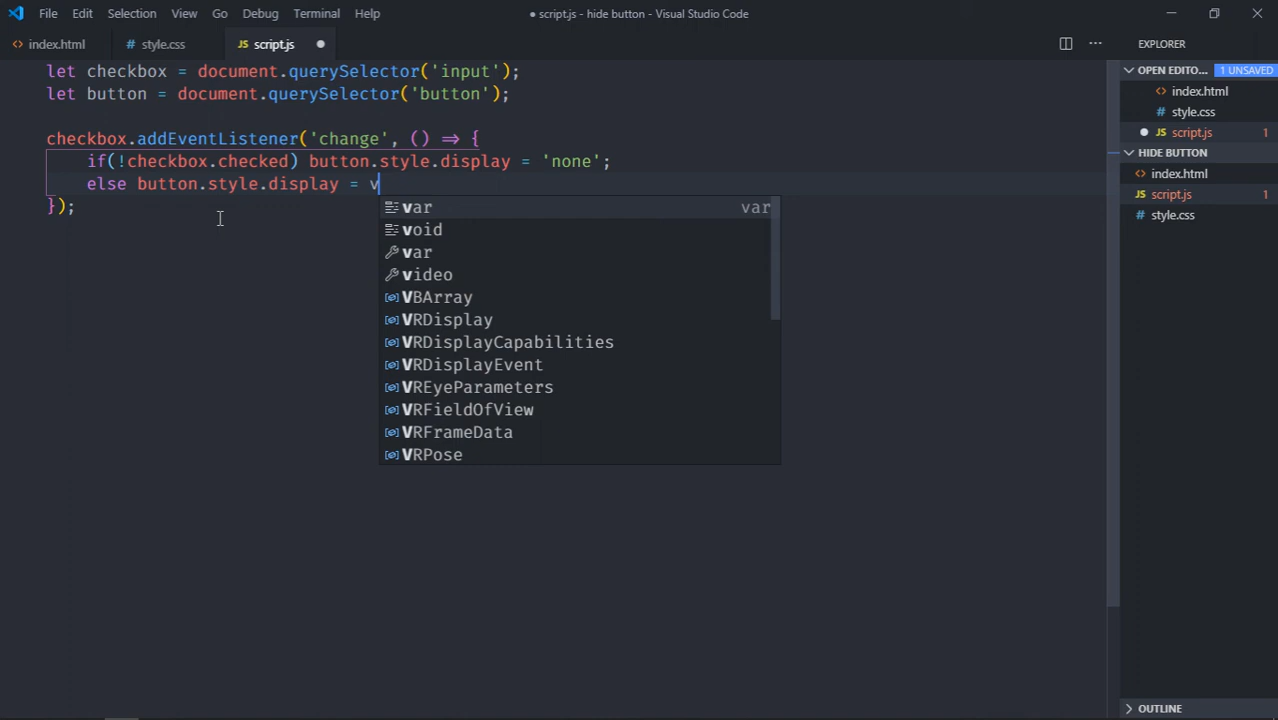 File Edit Selection View Go Debug Terminal Help
● script.js - hide button - Visual Studio Code
<> index.html
# style.css
JS script.js ●
EXPLORER
let checkbox = document.querySelector('input');
let button = document.querySelector('button');
checkbox.addEventListener('change', () => {
if(!checkbox.checked) button.style.display = 'none';
else button.style.display = v
});
var var
void
var
video
VBArray
VRDisplay
VRDisplayCapabilities
VRDisplayEvent
VREyeParameters
VRFieldOfView
VRFrameData
VRPose
OPEN EDITO... 1 UNSAVED
<> index.html
# style.css
● JS script.js 1
HIDE BUTTON
<> index.html
JS script.js 1
# style.css
OUTLINE